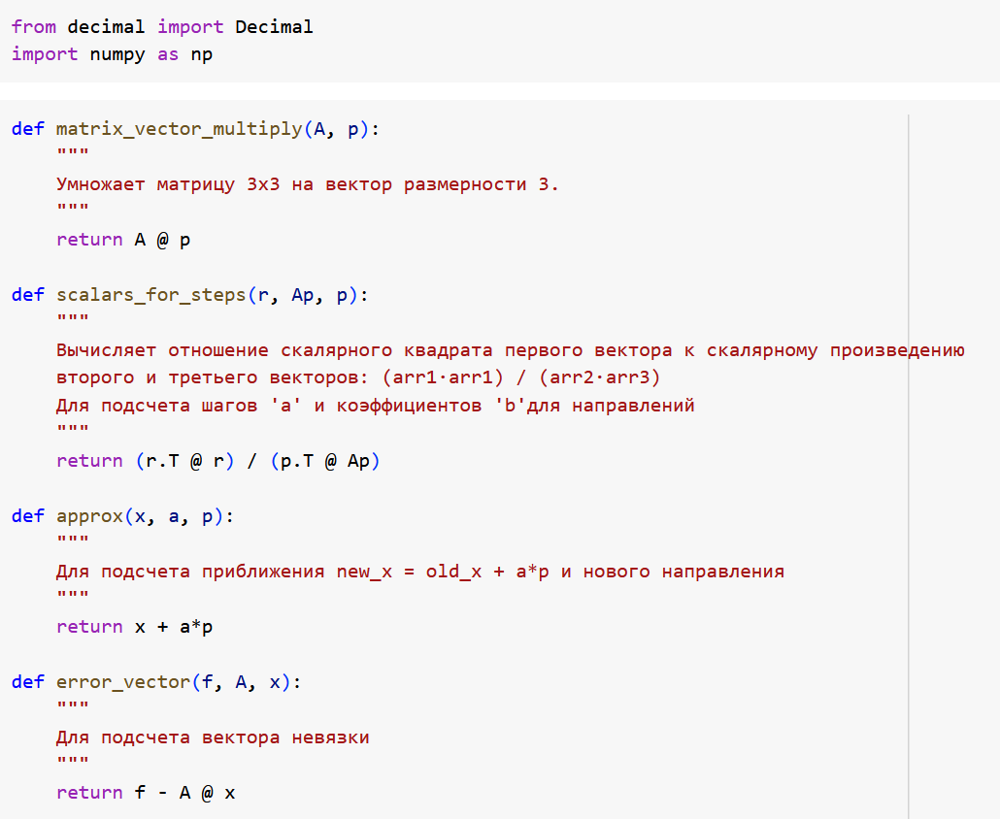 from decimal import Decimal
import numpy as np
def matrix_vector_multiply(A, p):
"""
Умножает матрицу 3x3 на вектор размерности 3.
"""
return A @ p
def scalars_for_steps(r, Ap, p):
"""
Вычисляет отношение скалярного квадрата первого вектора к скалярному произведению
второго и третьего векторов: (arr1·arr1) / (arr2·arr3)
Для подсчета шагов 'a' и коэффициентов 'b'для направлений
"""
return (r.T @ r) / (p.T @ Ap)
def approx(x, a, p):
"""
Для подсчета приближения new_x = old_x + a*p и нового направления
"""
return x + a*p
def error_vector(f, A, x):
"""
Для подсчета вектора невязки
"""
return f - A @ x